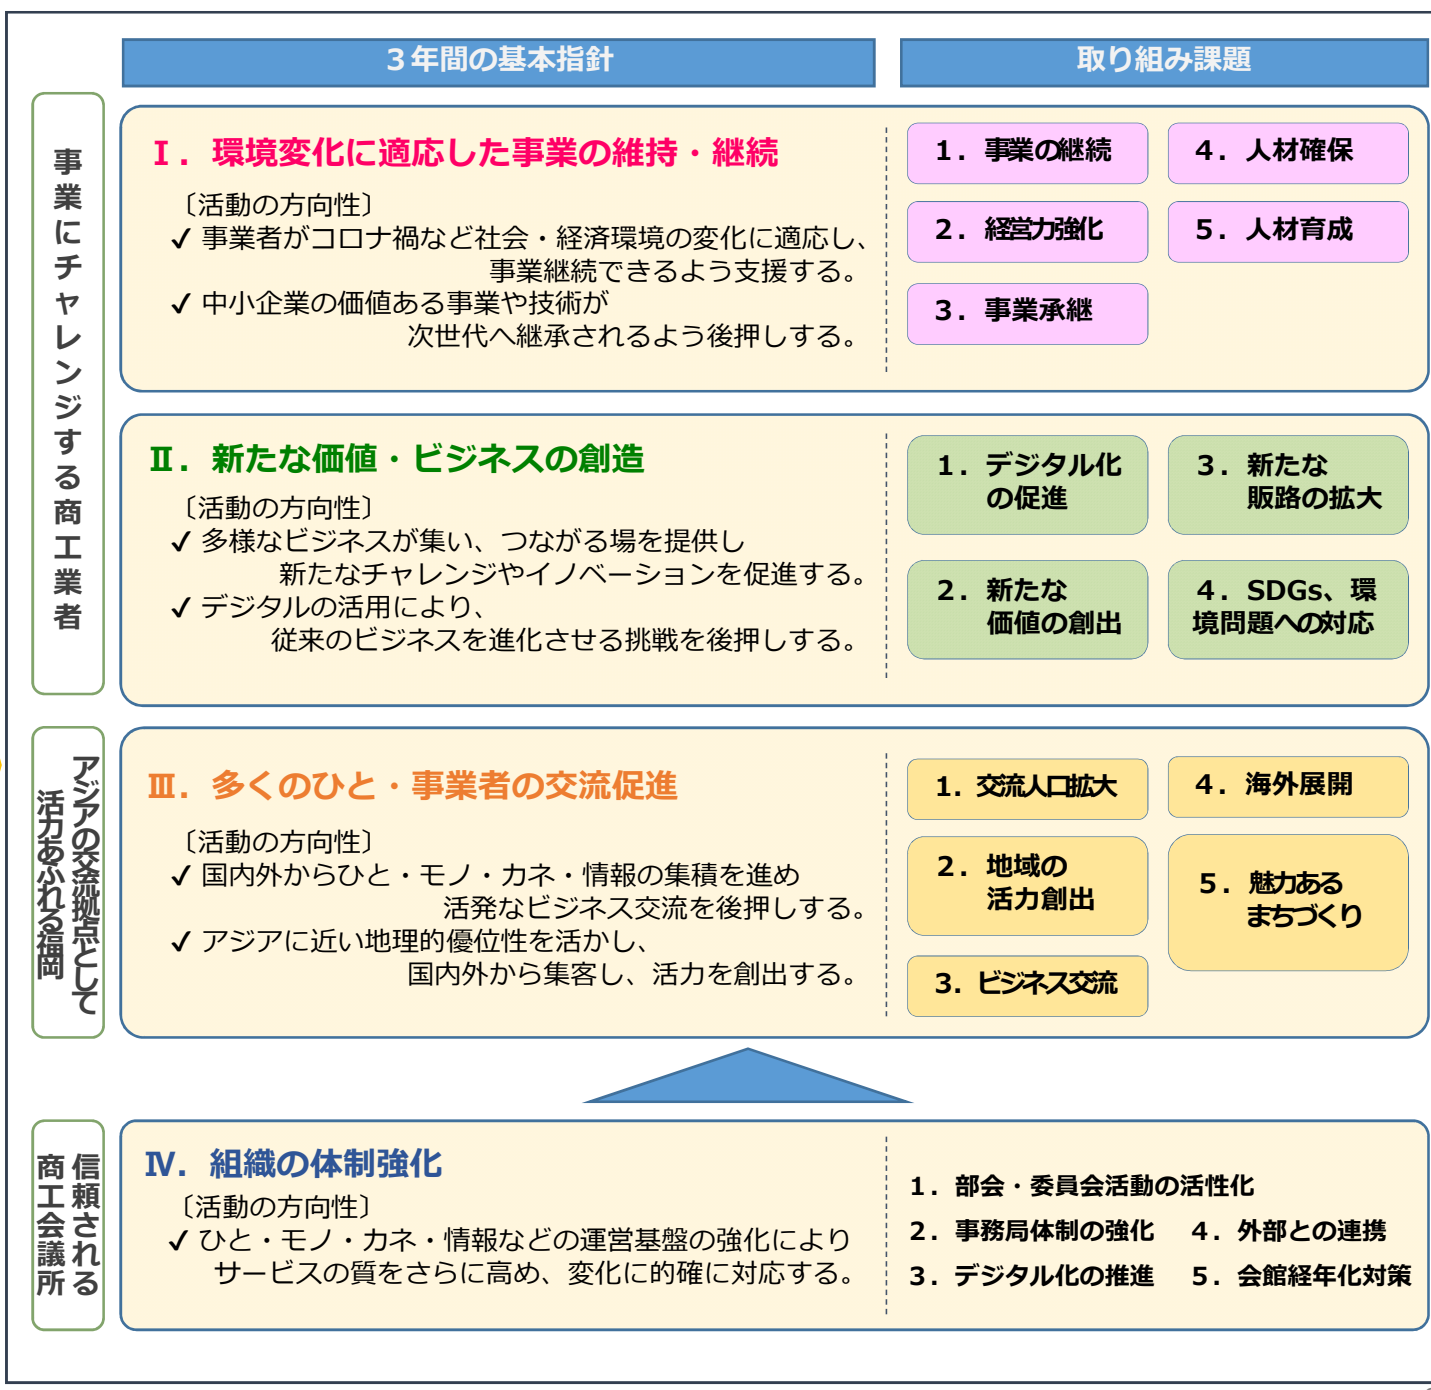 ３年間の基本指針
取り組み課題
事業にチャレンジする商工業者
Ⅰ．環境変化に適応した事業の維持・継続
〔活動の方向性〕
✓ 事業者がコロナ禍など社会・経済環境の変化に適応し、
事業継続できるよう支援する。
✓ 中小企業の価値ある事業や技術が
次世代へ継承されるよう後押しする。
１．事業の継続
２．経営力強化
３．事業承継
４．人材確保
５．人材育成
Ⅱ．新たな価値・ビジネスの創造
〔活動の方向性〕
✓ 多様なビジネスが集い、つながる場を提供し
新たなチャレンジやイノベーションを促進する。
✓ デジタルの活用により、
従来のビジネスを進化させる挑戦を後押しする。
１．デジタル化
の促進
２．新たな
価値の創出
３．新たな
販路の拡大
４．SDGs、環
境問題への対応
アジアの交流拠点として
活力あふれる福岡
Ⅲ．多くのひと・事業者の交流促進
〔活動の方向性〕
✓ 国内外からひと・モノ・カネ・情報の集積を進め
活発なビジネス交流を後押しする。
✓ アジアに近い地理的優位性を活かし、
国内外から集客し、活力を創出する。
１．交流人口拡大
２．地域の
活力創出
３．ビジネス交流
４．海外展開
５．魅力ある
まちづくり
信頼される
商工会議所
Ⅳ．組織の体制強化
〔活動の方向性〕
✓ ひと・モノ・カネ・情報などの運営基盤の強化により
サービスの質をさらに高め、変化に的確に対応する。
１．部会・委員会活動の活性化
２．事務局体制の強化 ４．外部との連携
３．デジタル化の推進 ５．会館経年化対策